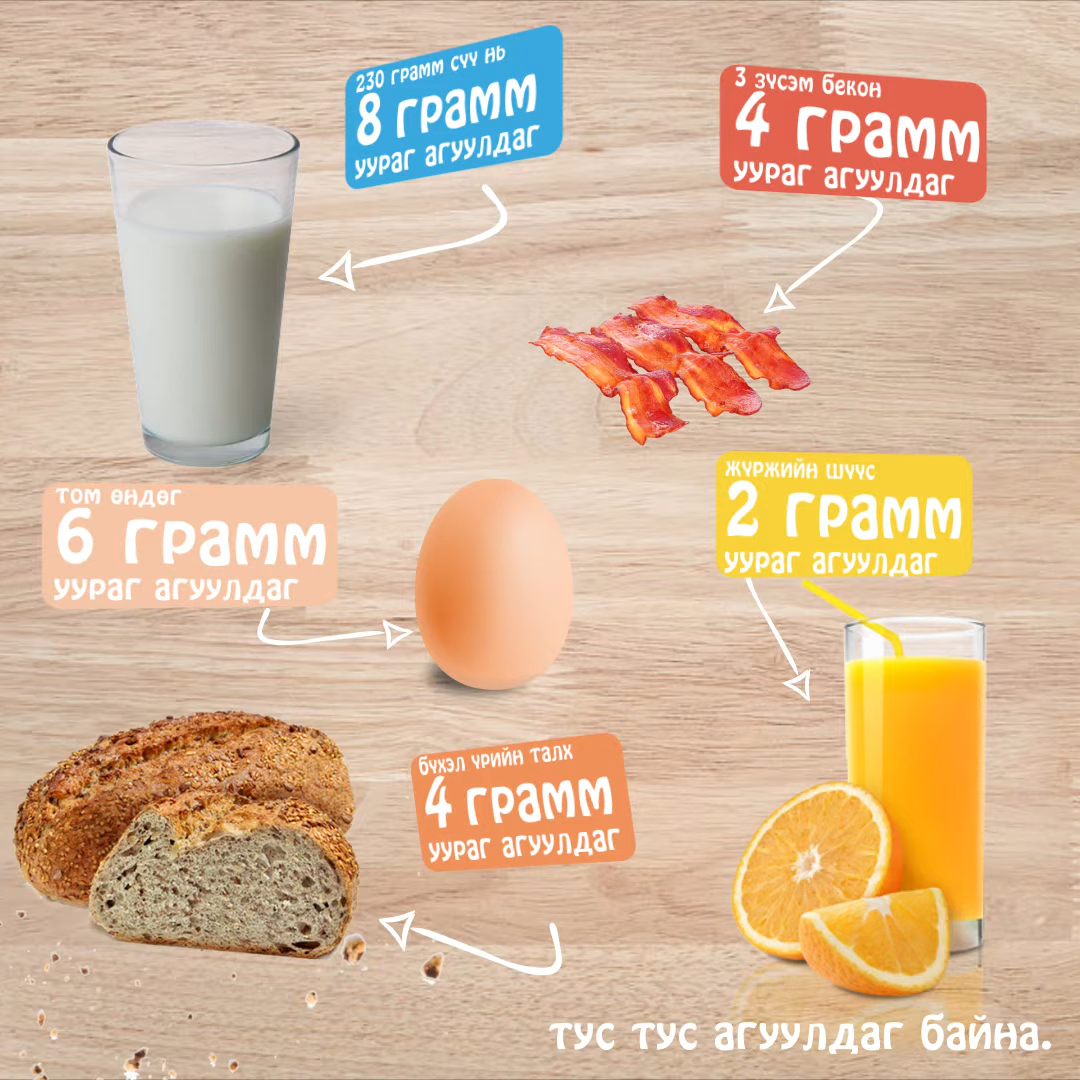 230 грамм сүү нь
8 грамм
уураг агуулдаг
3 зүсэм бекон
4 грамм
уураг агуулдаг
том өндөг
6 грамм
уураг агуулдаг
жүржийн шүүс
2 грамм
уураг агуулдаг
бүхэл үрийн талх
4 грамм
уураг агуулдаг
тус тус агуулдаг байна.